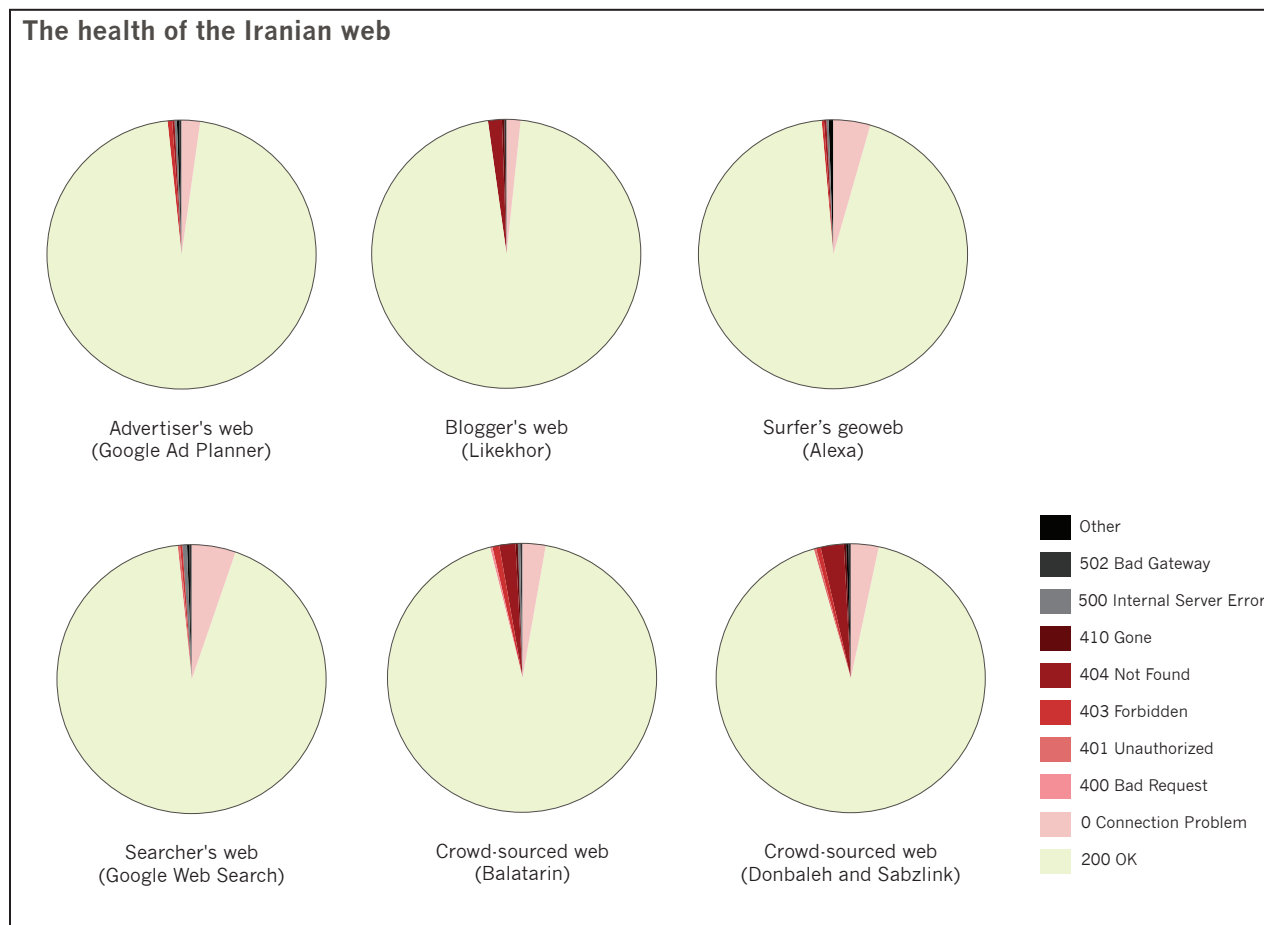 The health of the Iranian web
Advertiser's web
(Google Ad Planner)
Blogger's web
(Likekhor)
Surfer’s geoweb
(Alexa)
Searcher's web
(Google Web Search)
Crowd-sourced web
(Balatarin)
Crowd-sourced web
(Donbaleh and Sabzlink)
Other
502 Bad Gateway
500 Internal Server Error
410 Gone
404 Not Found
403 Forbidden
401 Unauthorized
400 Bad Request
0 Connection Problem
200 OK